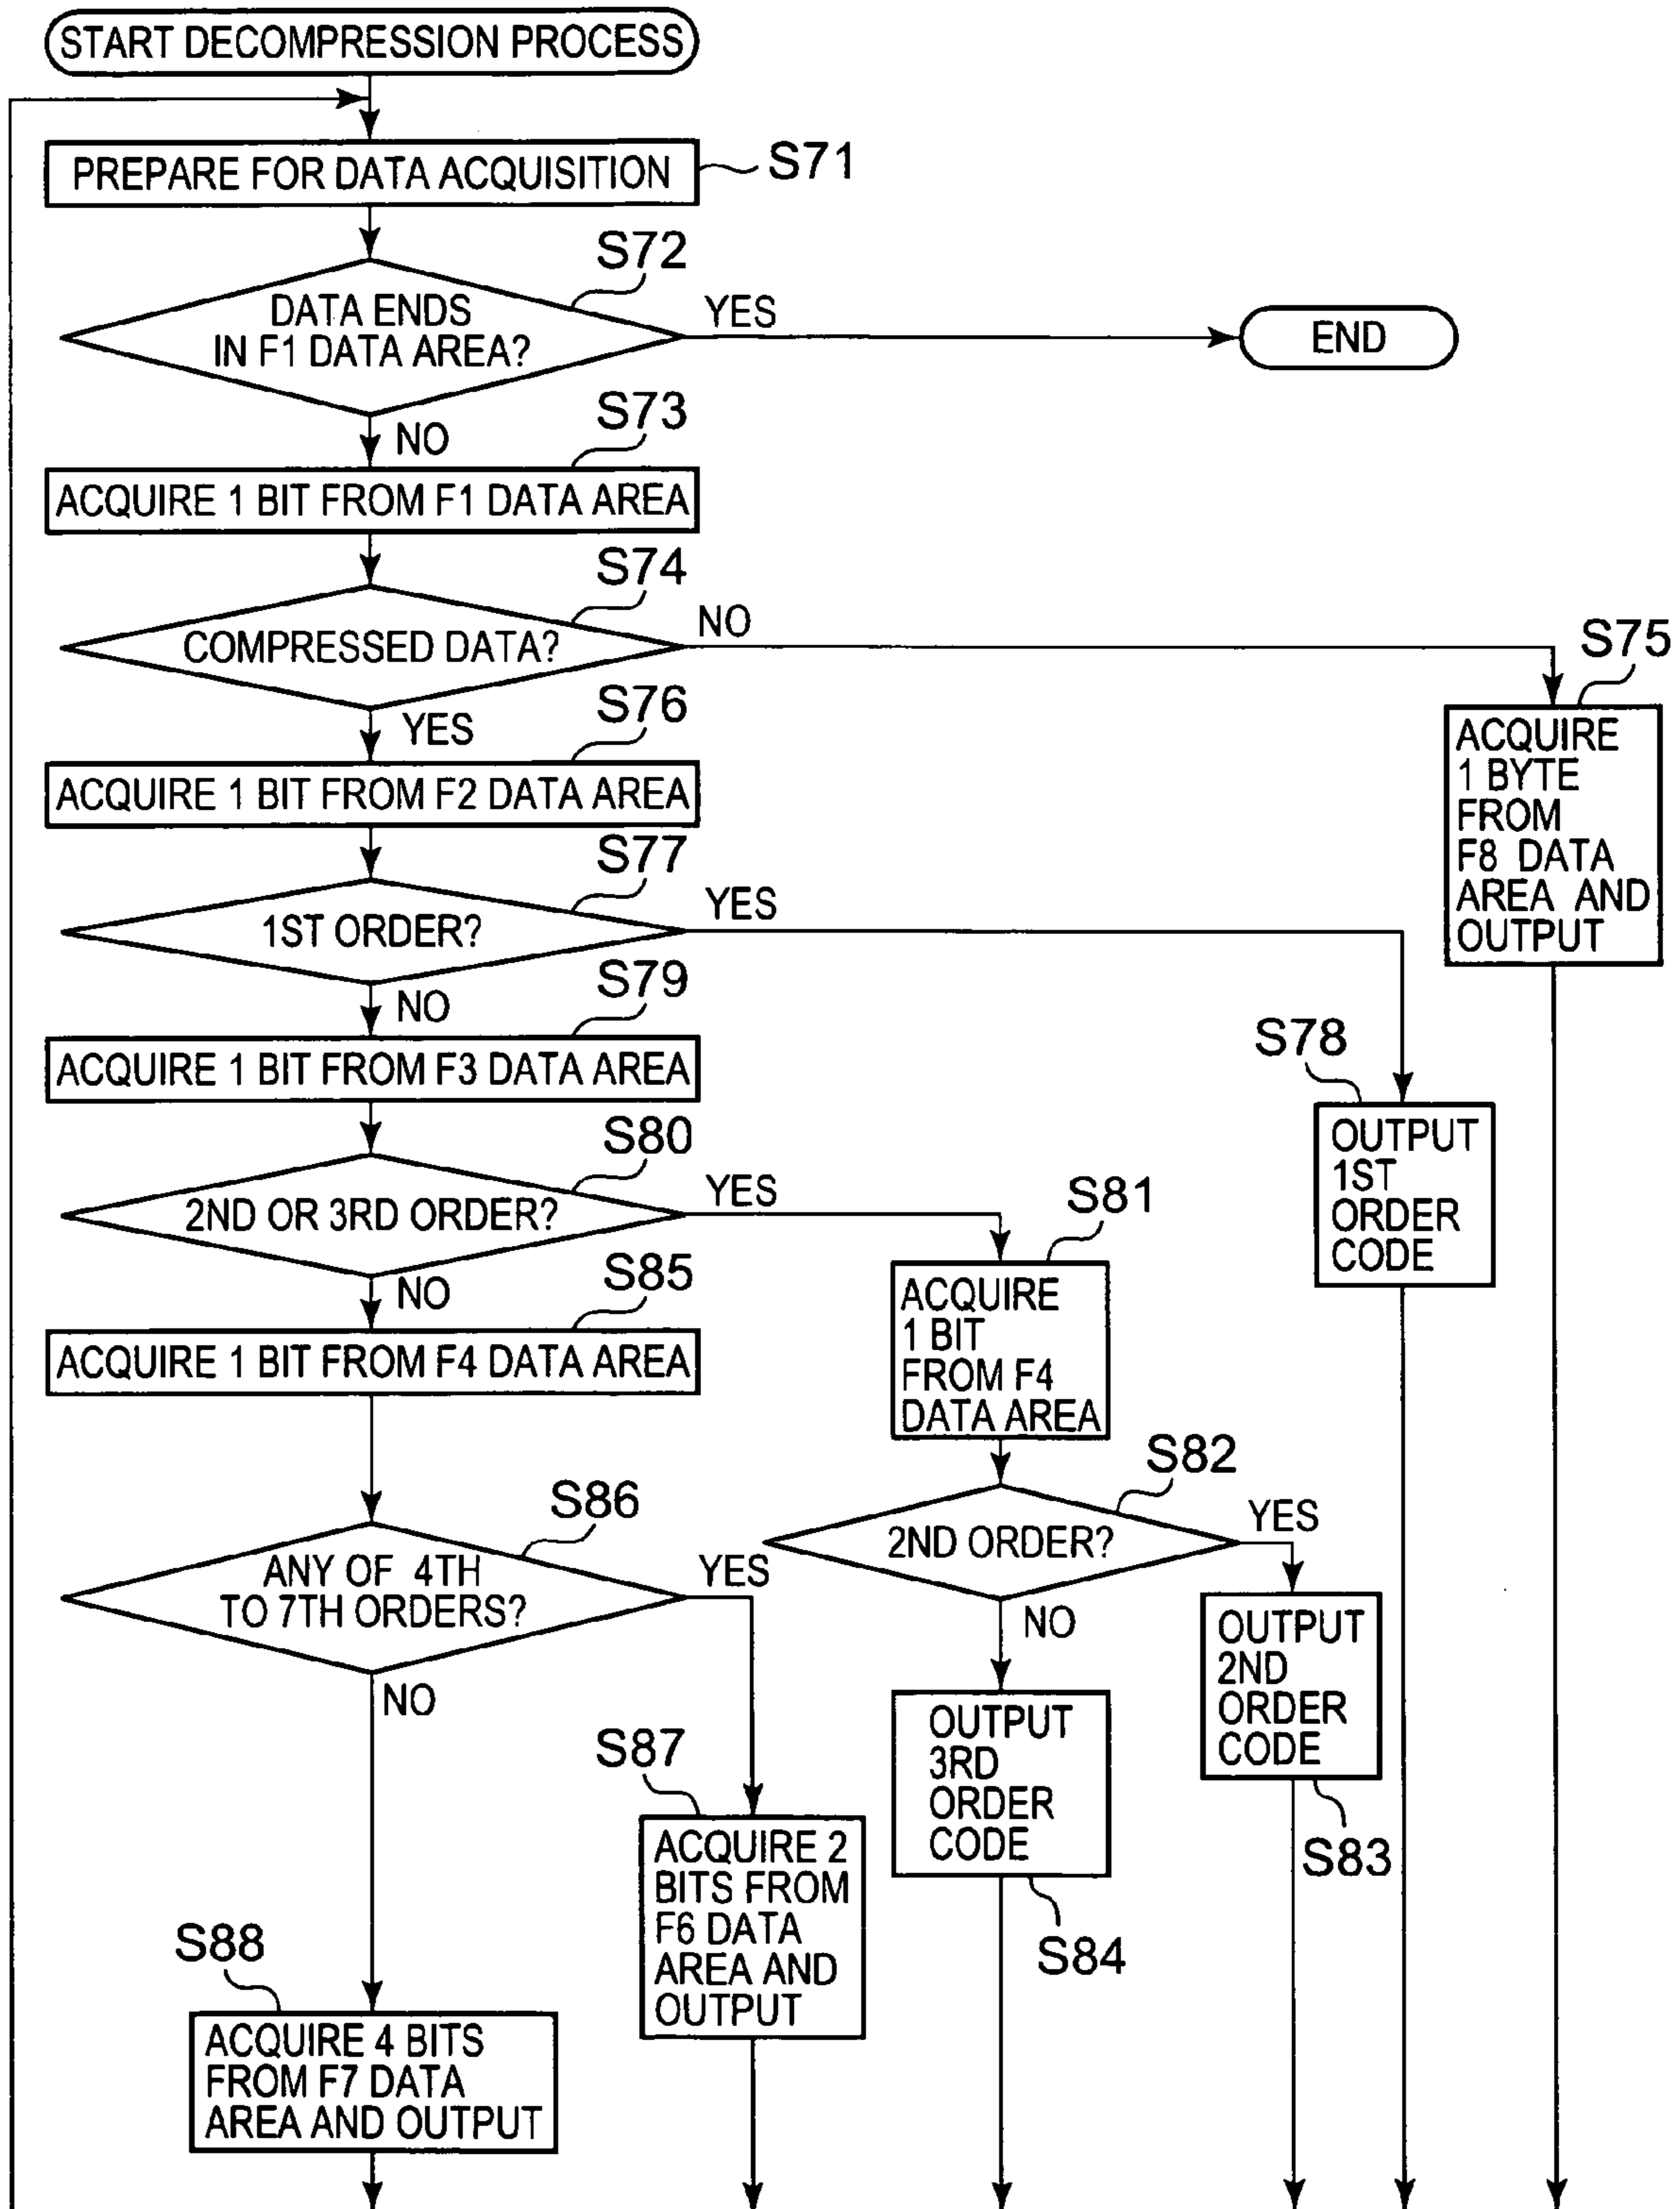 START DECOMPRESSION PROCESS
PREPARE FOR DATA ACQUISITION
S71
S72
DATA ENDS
IN F1 DATA AREA?
YES
END
NO
S73
ACQUIRE 1 BIT FROM F1 DATA AREA
S74
COMPRESSED DATA?
NO
S75
ACQUIRE
1 BYTE
FROM
F8 DATA
AREA AND
OUTPUT
YES
S76
ACQUIRE 1 BIT FROM F2 DATA AREA
S77
1ST ORDER?
YES
S78
OUTPUT
1ST
ORDER
CODE
NO
S79
ACQUIRE 1 BIT FROM F3 DATA AREA
S80
2ND OR 3RD ORDER?
YES
S81
ACQUIRE
1 BIT
FROM F4
DATA AREA
NO
S85
ACQUIRE 1 BIT FROM F4 DATA AREA
S82
2ND ORDER?
YES
OUTPUT
2ND
ORDER
CODE
S83
NO
OUTPUT
3RD
ORDER
CODE
S84
S86
ANY OF 4TH
TO 7TH ORDERS?
YES
S87
ACQUIRE 2
BITS FROM
F6 DATA
AREA AND
OUTPUT
NO
S88
ACQUIRE 4 BITS
FROM F7 DATA
AREA AND OUTPUT